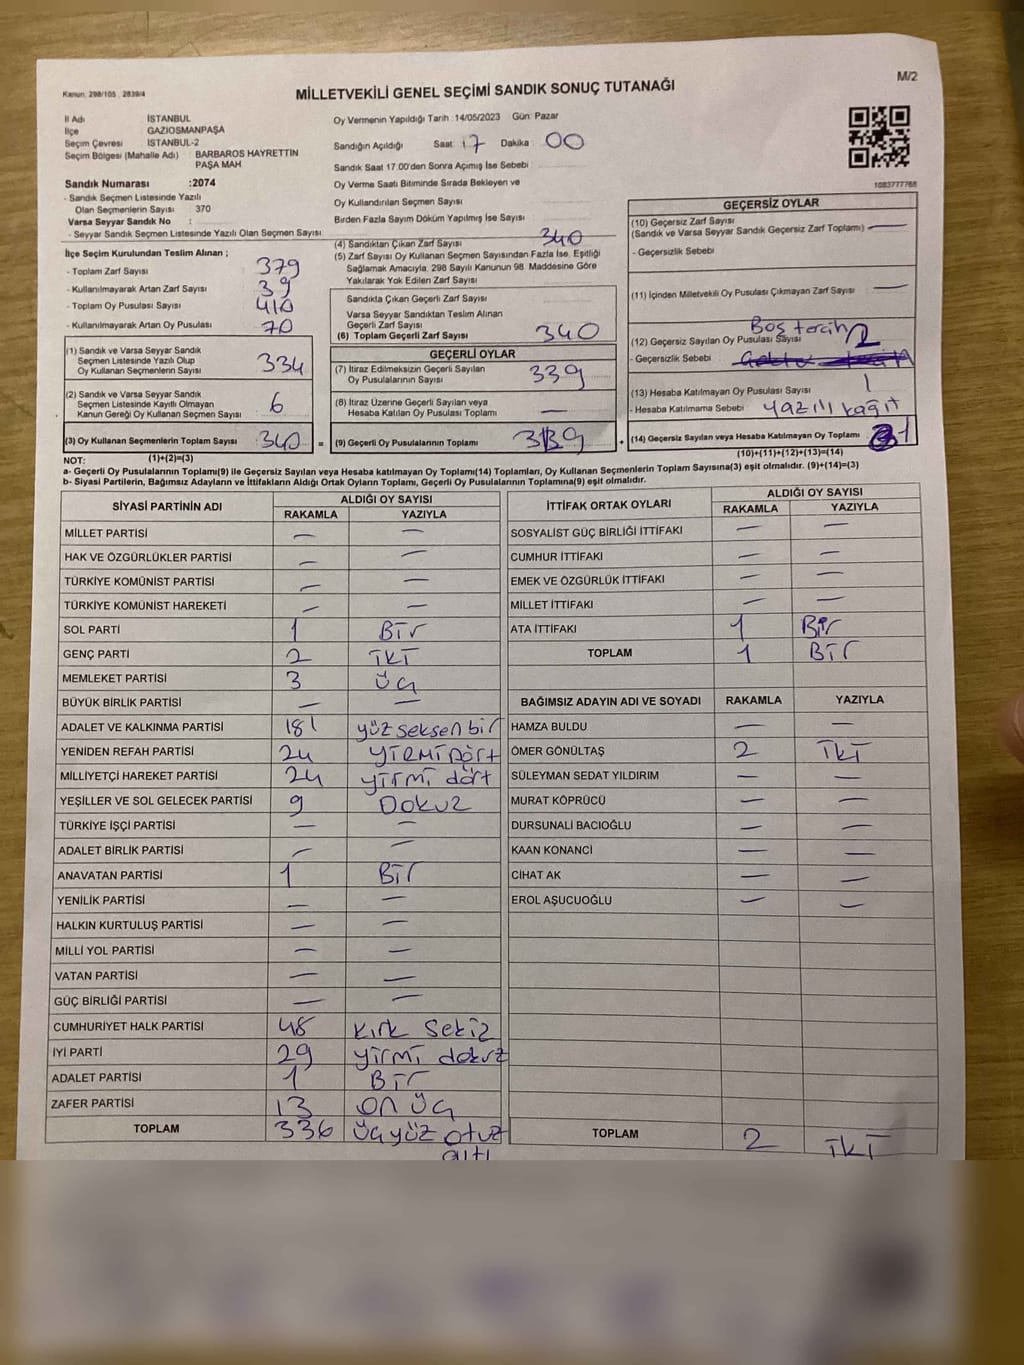 Kanun, 298/105 , 2839/4
M/2
MİLLETVEKİLİ GENEL SEÇİMİ SANDIK SONUÇ TUTANAĞI
İl Adı İSTANBUL
İlçe GAZİOSMANPAŞA
Seçim Çevresi İSTANBUL-2
Seçim Bölgesi (Mahalle Adı) : BARBAROS HAYRETTİN PAŞA MAH
Sandık Numarası :2074
- Sandık Seçmen Listesinde Yazılı
Olan Seçmenlerin Sayısı : 370
Varsa Seyyar Sandık No :
- Seyyar Sandık Seçmen Listesinde Yazılı Olan Seçmen Sayısı
Oy Vermenin Yapıldığı Tarih :14/05/2023 Gün: Pazar
Sandığın Açıldığı Saat 17 Dakika 00
Sandık Saat 17.00'den Sonra Açımış İse Sebebi
Oy Verme Saati Bitiminde Sırada Bekleyen ve
Oy Kullandırılan Seçmen Sayısı
Birden Fazla Sayım Döküm Yapılmış İse Sayısı
1083777768
İlçe Seçim Kurulundan Teslim Alınan ;
- Toplam Zarf Sayısı 379
- Kullanılmayarak Artan Zarf Sayısı 39
- Toplam Oy Pusulası Sayısı 410
- Kullanılmayarak Artan Oy Pusulası 70
(1) Sandık ve Varsa Seyyar Sandık
Seçmen Listesinde Yazılı Olup
Oy Kullanan Seçmenlerin Sayısı 334
(2) Sandık ve Varsa Seyyar Sandık
Seçmen Listesinde Kayıtlı Olmayan
Kanun Gereği Oy Kullanan Seçmen Sayısı 6
(3) Oy Kullanan Seçmenlerin Toplam Sayısı 340 =
(1)+(2)=(3)
(4) Sandıktan Çıkan Zarf Sayısı 340
(5) Zarf Sayısı Oy Kullanan Seçmen Sayısından Fazla İse, Eşitliği
Sağlamak Amacıyla, 298 Sayılı Kanunun 98. Maddesine Göre
Yakılarak Yok Edilen Zarf Sayısı
Sandıkta Çıkan Geçerli Zarf Sayısı
Varsa Seyyar Sandıktan Teslim Alınan
Geçerli Zarf Sayısı
(6) Toplam Geçerli Zarf Sayısı 340
GEÇERLİ OYLAR
(7) İtiraz Edilmeksizin Geçerli Sayılan
Oy Pusulalarının Sayısı 339
(8) İtiraz Üzerine Geçerli Sayılan veya
Hesaba Katılan Oy Pusulası Toplamı —
(9) Geçerli Oy Pusulalarının Toplamı 339 +
GEÇERSİZ OYLAR
(10) Geçersiz Zarf Sayısı
(Sandık ve Varsa Seyyar Sandık Geçersiz Zarf Toplamı) —
- Geçersizlik Sebebi
(11) İçinden Milletvekili Oy Pusulası Çıkmayan Zarf Sayısı —
Boş tercih
(12) Geçersiz Sayılan Oy Pusulası Sayısı 2
- Geçersizlik Sebebi
(13) Hesaba Katılmayan Oy Pusulası Sayısı 1
- Hesaba Katılmama Sebebi yazılı kağıt
(14) Geçersiz Sayılan veya Hesaba Katılmayan Oy Toplamı 1
(10)+(11)+(12)+(13)=(14)
NOT:
a- Geçerli Oy Pusulalarının Toplamı(9) ile Geçersiz Sayılan veya Hesaba katılmayan Oy Toplamı(14) Toplamları, Oy Kullanan Seçmenlerin Toplam Sayısına(3) eşit olmalıdır. (9)+(14)=(3)
b- Siyasi Partilerin, Bağımsız Adayların ve İttifakların Aldığı Ortak Oyların Toplamı, Geçerli Oy Pusulalarının Toplamına(9) eşit olmalıdır.
SİYASİ PARTİNİN ADI ALDIĞI OY SAYISI
RAKAMLA YAZIYLA
MİLLET PARTİSİ — —
HAK VE ÖZGÜRLÜKLER PARTİSİ — —
TÜRKİYE KOMÜNİST PARTİSİ — —
TÜRKİYE KOMÜNİST HAREKETİ — —
SOL PARTİ 1 Bir
GENÇ PARTİ 2 iki
MEMLEKET PARTİSİ 3 üç
BÜYÜK BİRLİK PARTİSİ — —
ADALET VE KALKINMA PARTİSİ 181 yüz seksen bir
YENİDEN REFAH PARTİSİ 24 yirmi dört
MİLLİYETÇİ HAREKET PARTİSİ 24 yirmi dört
YEŞİLLER VE SOL GELECEK PARTİSİ 9 Dokuz
TÜRKİYE İŞÇİ PARTİSİ — —
ADALET BİRLİK PARTİSİ — —
ANAVATAN PARTİSİ 1 Bir
YENİLİK PARTİSİ — —
HALKIN KURTULUŞ PARTİSİ — —
MİLLİ YOL PARTİSİ — —
VATAN PARTİSİ — —
GÜÇ BİRLİĞİ PARTİSİ — —
CUMHURİYET HALK PARTİSİ 48 kırk sekiz
İYİ PARTİ 29 yirmi dokuz
ADALET PARTİSİ 1 Bir
ZAFER PARTİSİ 13 on üç
TOPLAM 336 üçyüz otuz altı
İTTİFAK ORTAK OYLARI ALDIĞI OY SAYISI
RAKAMLA YAZIYLA
SOSYALİST GÜÇ BİRLİĞİ İTTİFAKI — —
CUMHUR İTTİFAKI — —
EMEK VE ÖZGÜRLÜK İTTİFAKI — —
MİLLET İTTİFAKI — —
ATA İTTİFAKI 1 Bir
TOPLAM 1 Bir
BAĞIMSIZ ADAYIN ADI VE SOYADI RAKAMLA YAZIYLA
HAMZA BULDU — —
ÖMER GÖNÜLTAŞ 2 iki
SÜLEYMAN SEDAT YILDIRIM — —
MURAT KÖPRÜCÜ — —
DURSUNALİ BACIOĞLU — —
KAAN KONANCİ — —
CİHAT AK — —
EROL AŞUCUOĞLU — —
TOPLAM 2 iki